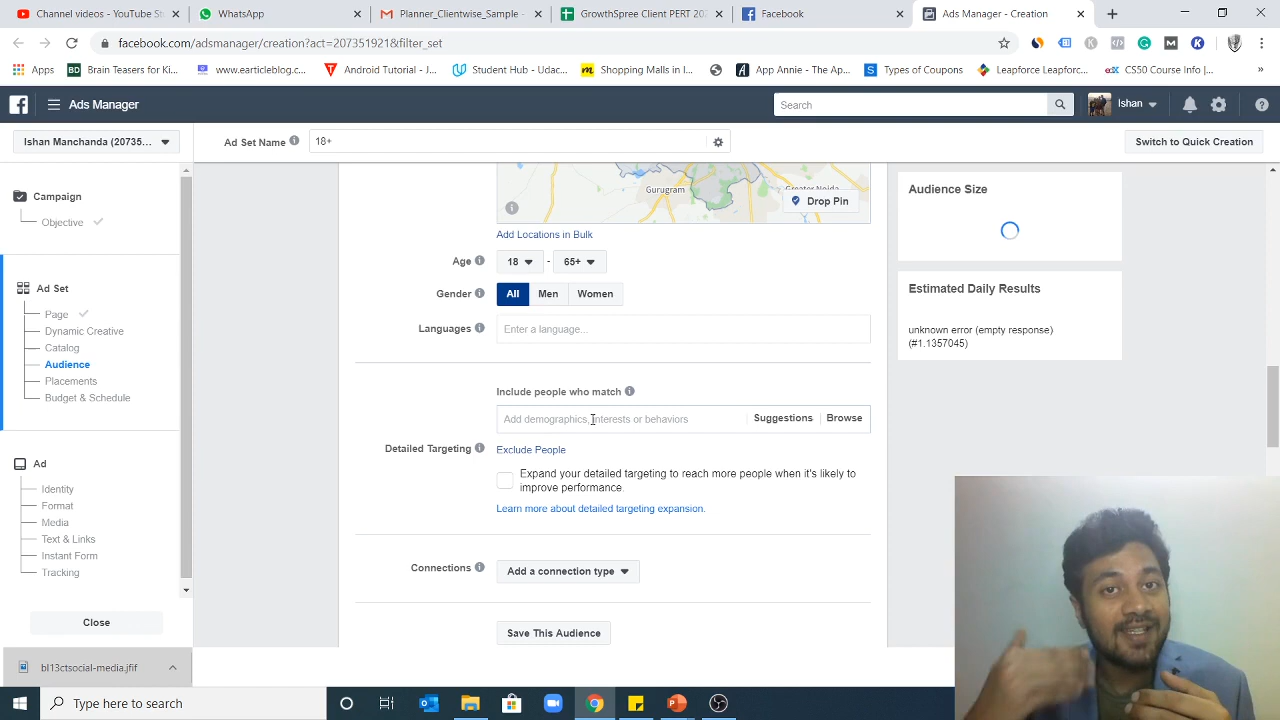 Channel videos - YouTube St
WhatsApp
Planner_Clientwise_Sample -
GrowthSpree Client PERT 202
Facebook
Ads Manager - Creation
facebook.com/adsmanager/creation?act=207351921&filter_set
Apps
Brain Teasers for Ki...
www.earticleblog.c...
Android Tutorial - J...
Student Hub - Udac...
Shopping Malls in I...
App Annie - The Ap...
Types of Coupons
Leapforce Leapforc...
CS50 Course Info |...
Ads Manager
Search
Ishan
Ishan Manchanda (20735...
Ad Set Name
18+
Switch to Quick Creation
Campaign
Objective
Ad Set
Page
Dynamic Creative
Catalog
Audience
Placements
Budget & Schedule
Ad
Identity
Format
Media
Text & Links
Instant Form
Tracking
Close
Gurugram
Greater Noida
Drop Pin
Add Locations in Bulk
Age
18
-
65+
Gender
All
Men
Women
Languages
Enter a language...
Include people who match
Add demographics, interests or behaviors
Suggestions
Browse
Detailed Targeting
Exclude People
Expand your detailed targeting to reach more people when it's likely to
improve performance.
Learn more about detailed targeting expansion.
Connections
Add a connection type
Save This Audience
Audience Size
Estimated Daily Results
unknown error (empty response)
(#1.1357045)
bl13ctsocial-media.jfif
Type here to search